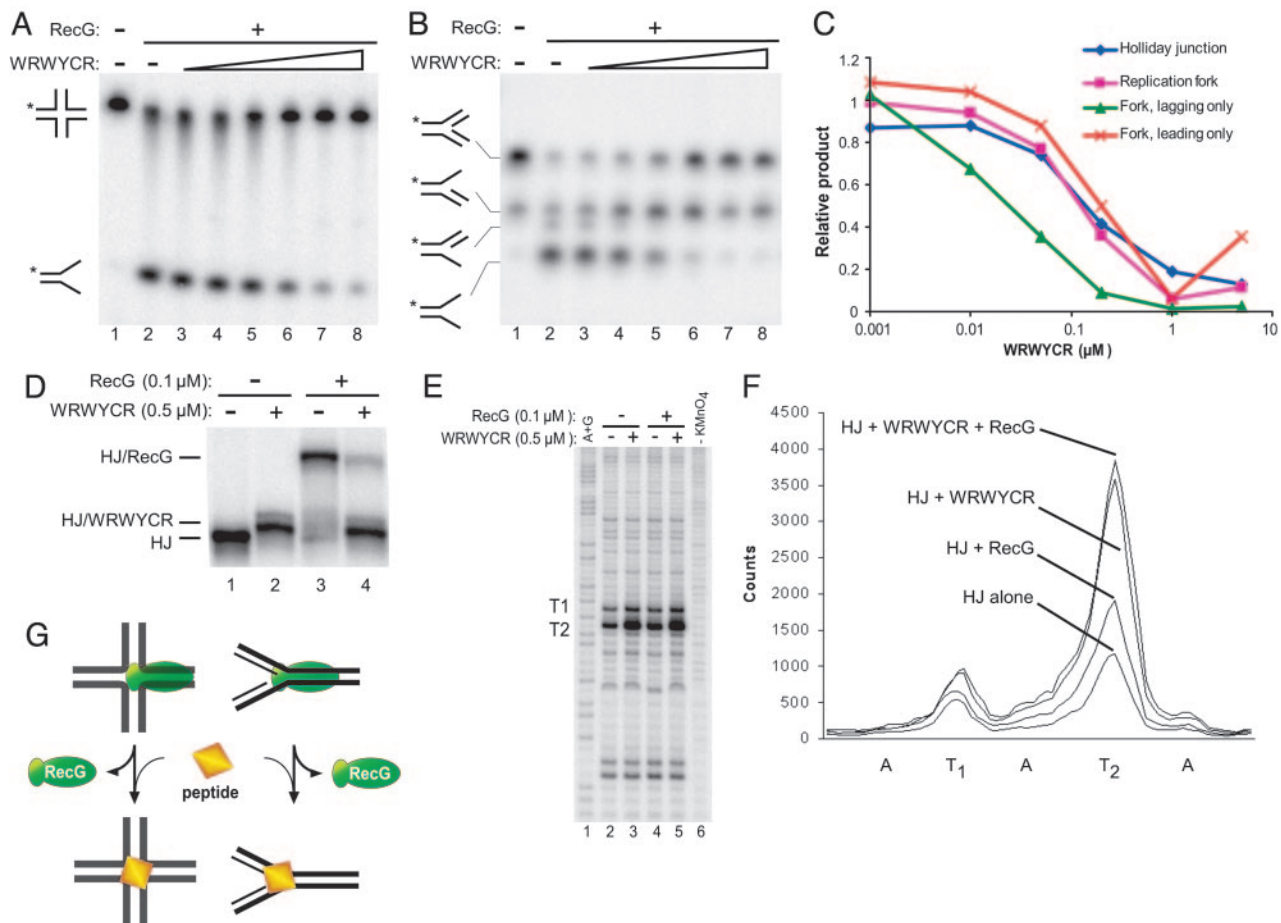 A
RecG: - +
WRWYCR: - -
*
*
1 2 3 4 5 6 7 8
B
RecG: - +
WRWYCR: - -
*
*
*
*
1 2 3 4 5 6 7 8
C
Holliday junction
Replication fork
Fork, lagging only
Fork, leading only
Relative product
1.2
1
0.8
0.6
0.4
0.2
0
0.001 0.01 0.1 1 10
WRWYCR (µM)
D
RecG (0.1 µM): - +
WRWYCR (0.5 µM): - + - +
HJ/RecG
HJ/WRWYCR
HJ
1 2 3 4
E
RecG (0.1 µM): - +
WRWYCR (0.5 µM): - + - +
A+G
- KMnO4
T1
T2
1 2 3 4 5 6
F
Counts
4500
4000
3500
3000
2500
2000
1500
1000
500
0
HJ + WRWYCR + RecG
HJ + WRWYCR
HJ + RecG
HJ alone
A T1 A T2 A
G
RecG
peptide
RecG